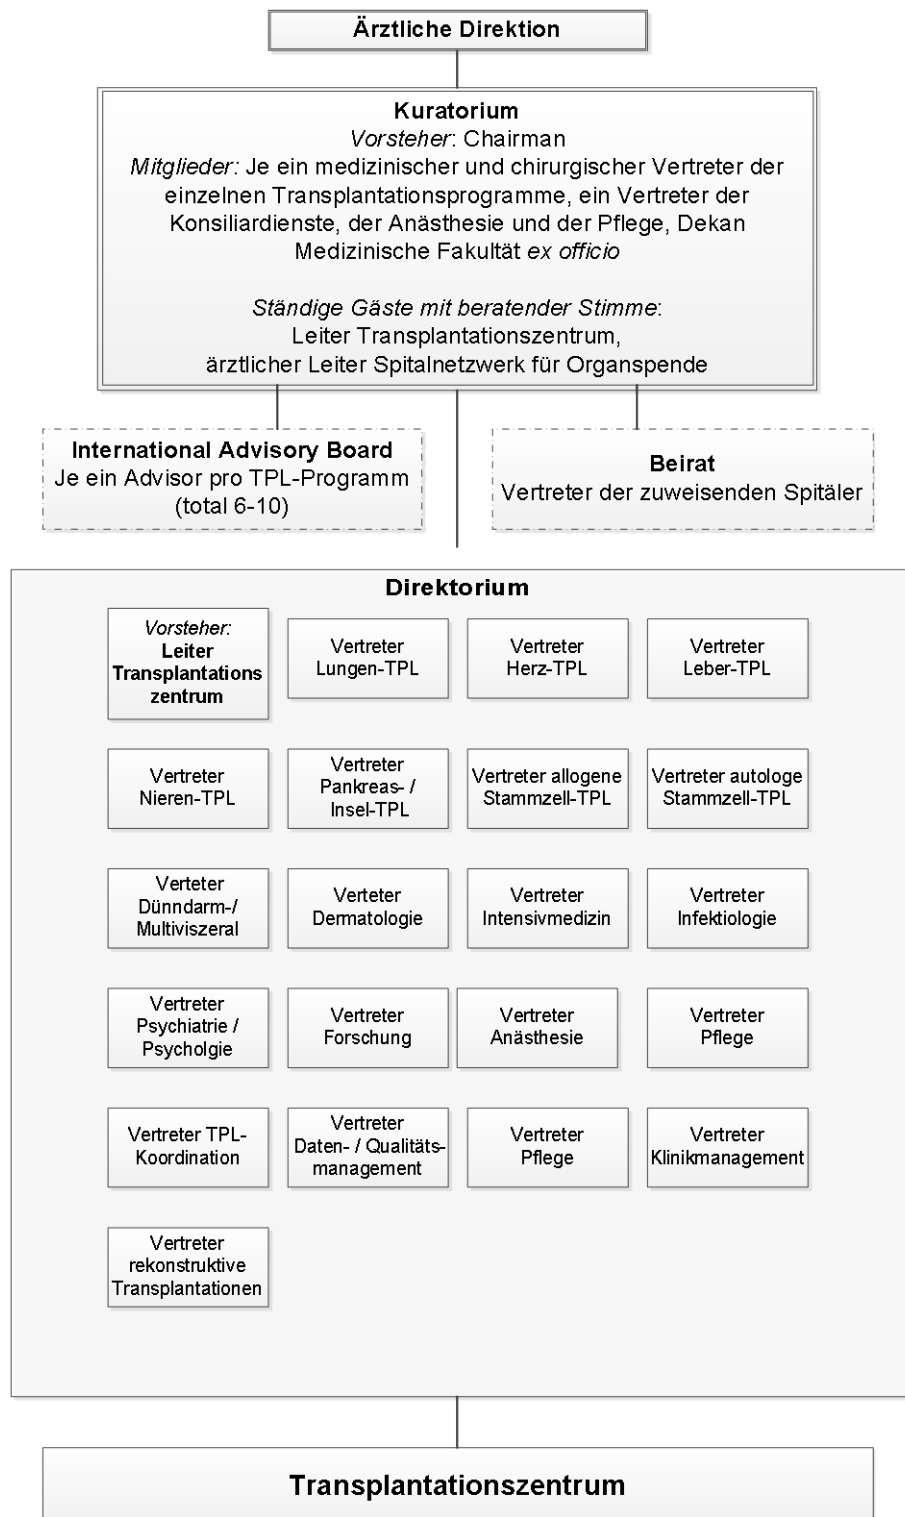 Ärztliche Direktion
Kuratorium
Vorsteher: Chairman
Mitglieder: Je ein medizinischer und chirurgischer Vertreter der
einzelnen Transplantationsprogramme, ein Vertreter der
Konsiliardienste, der Anästhesie und der Pflege, Dekan
Medizinische Fakultät ex officio
Ständige Gäste mit beratender Stimme:
Leiter Transplantationszentrum,
ärztlicher Leiter Spitalnetzwerk für Organspende
International Advisory Board
Je ein Advisor pro TPL-Programm
(total 6-10)
Beirat
Vertreter der zuweisenden Spitäler
Direktorium
Vorsteher:
Leiter
Transplantations
zentrum
Vertreter
Lungen-TPL
Vertreter
Herz-TPL
Vertreter
Leber-TPL
Vertreter
Nieren-TPL
Vertreter
Pankreas- /
Insel-TPL
Vertreter allogene
Stammzell-TPL
Vertreter autologe
Stammzell-TPL
Verteter
Dünndarm-/
Multiviszeral
Verteter
Dermatologie
Vertreter
Intensivmedizin
Vertreter
Infektiologie
Vertreter
Psychiatrie /
Psycholgie
Vertreter
Forschung
Vertreter
Anästhesie
Vertreter
Pflege
Vertreter TPL-
Koordination
Vertreter
Daten- / Qualitäts-
management
Vertreter
Pflege
Vertreter
Klinikmanagement
Vertreter
rekonstruktive
Transplantationen
Transplantationszentrum